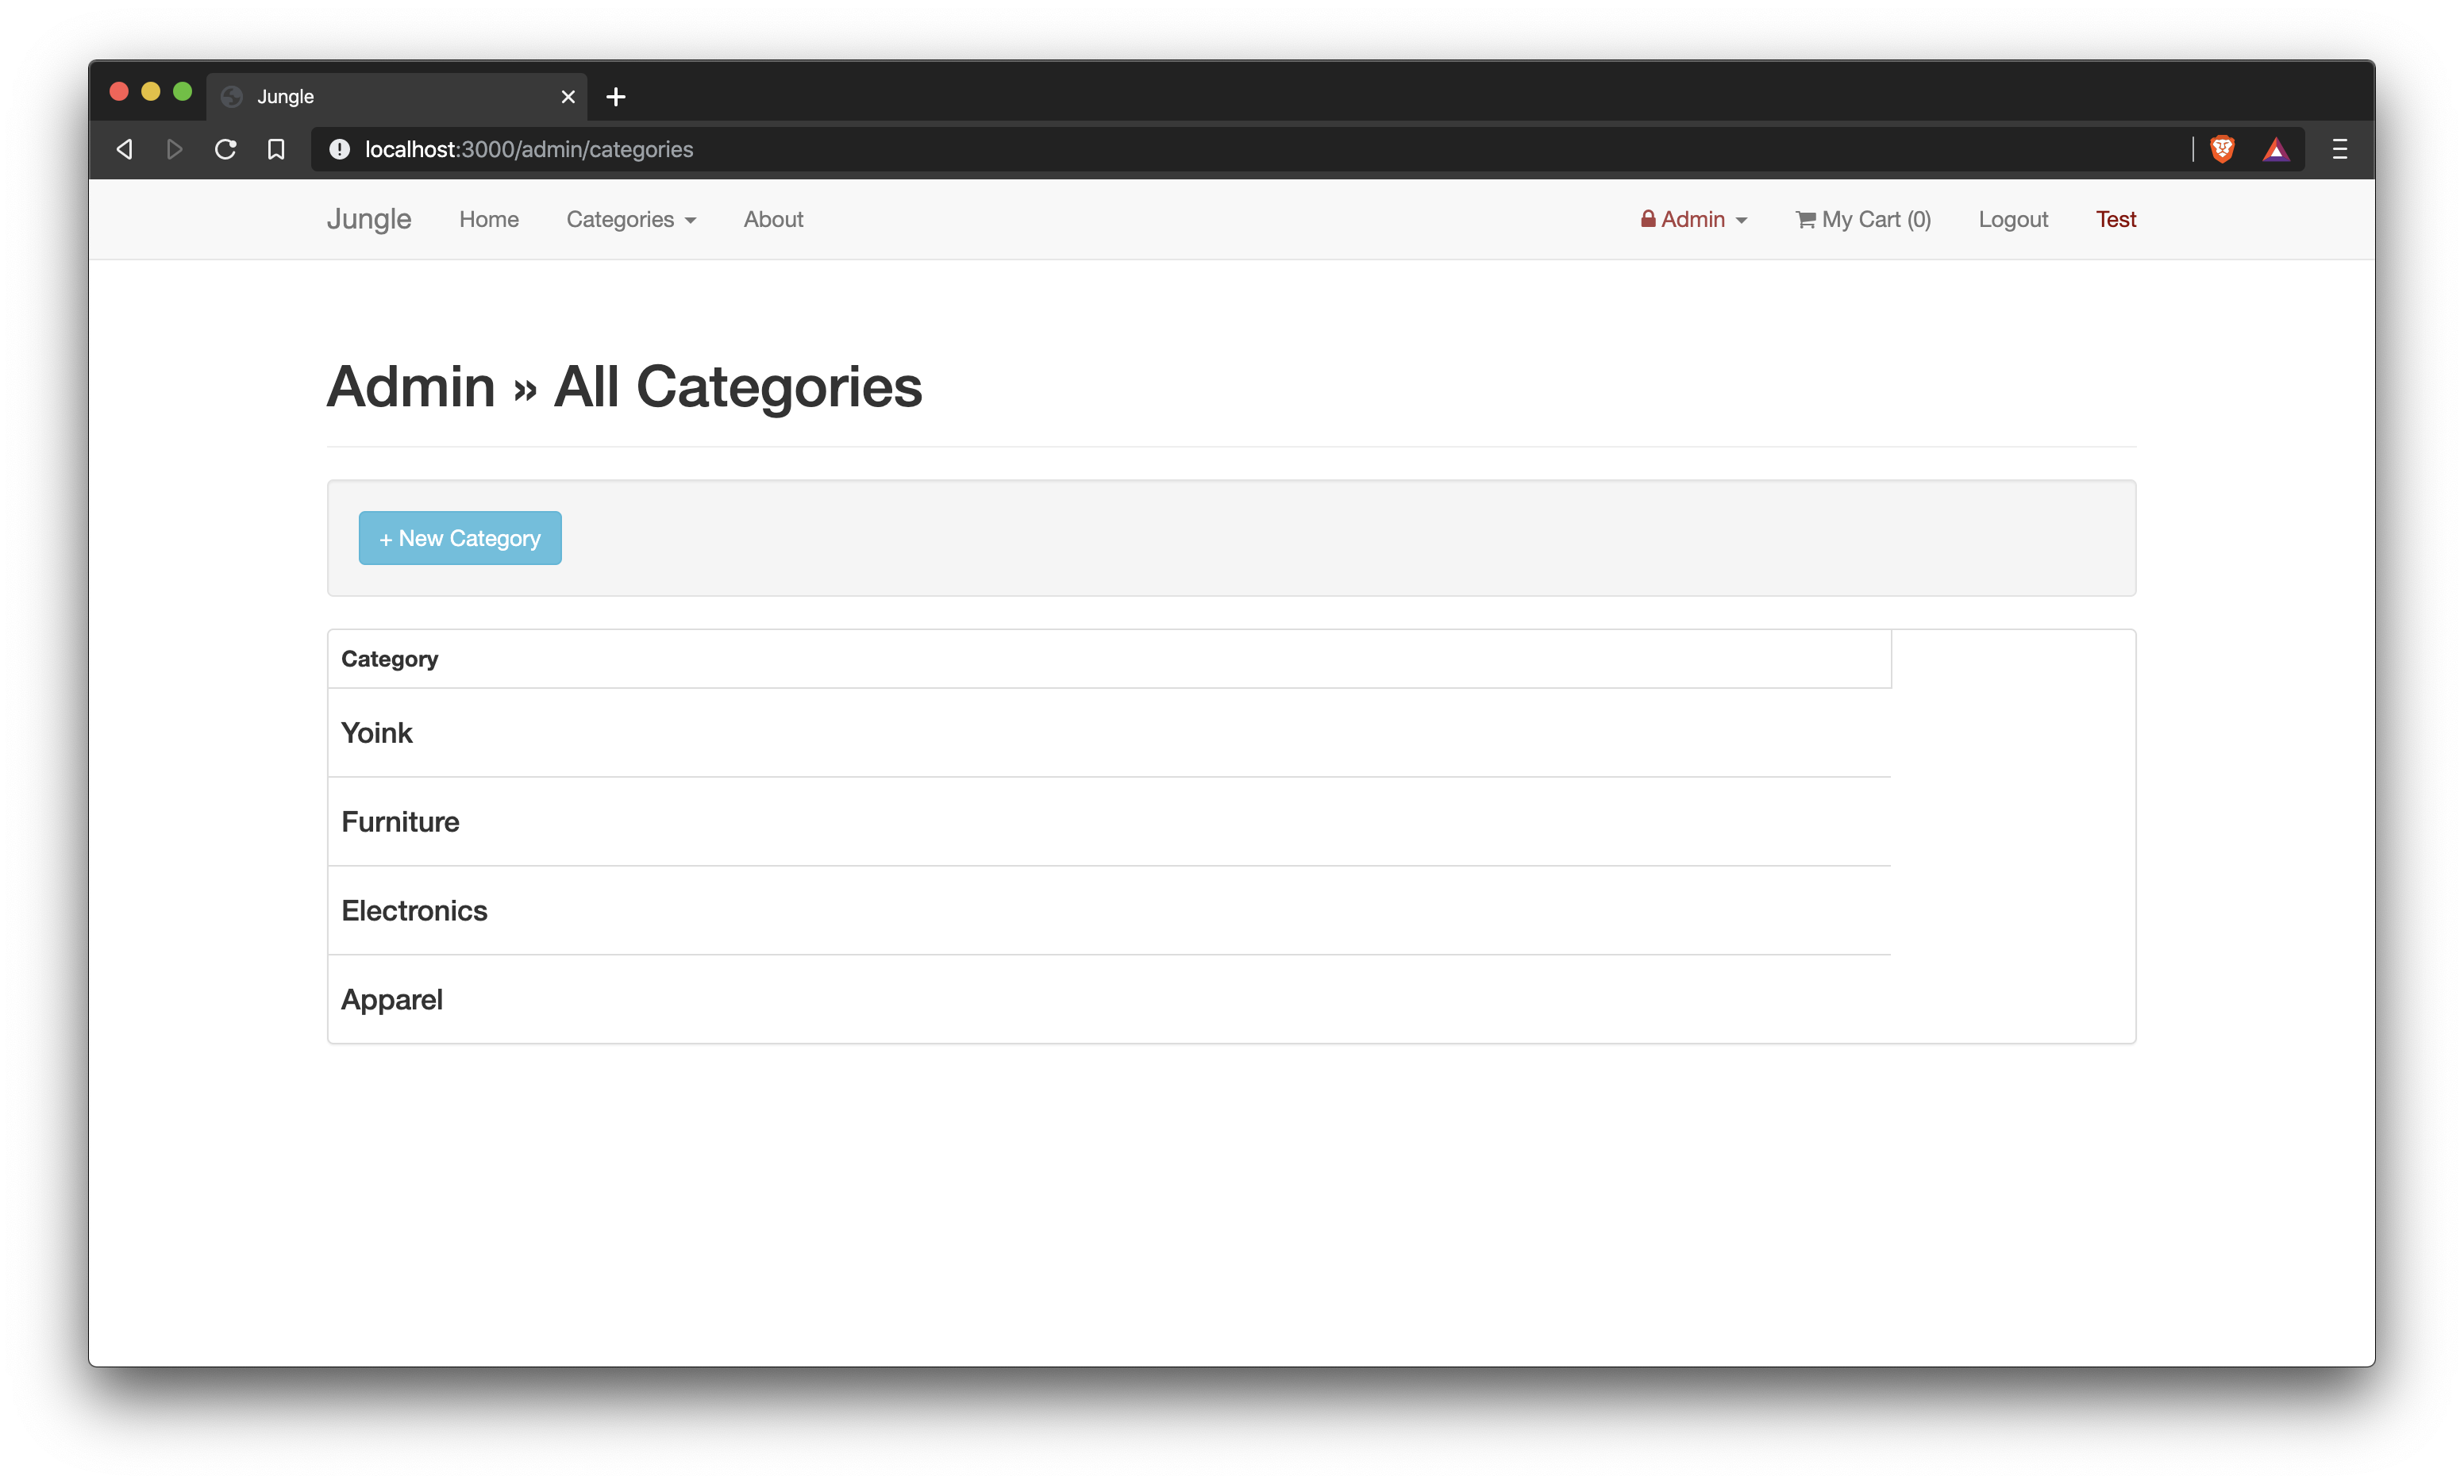 Jungle
localhost:3000/admin/categories
Jungle Home Categories About Admin My Cart (0) Logout Test
Admin » All Categories
+ New Category
Category
Yoink
Furniture
Electronics
Apparel